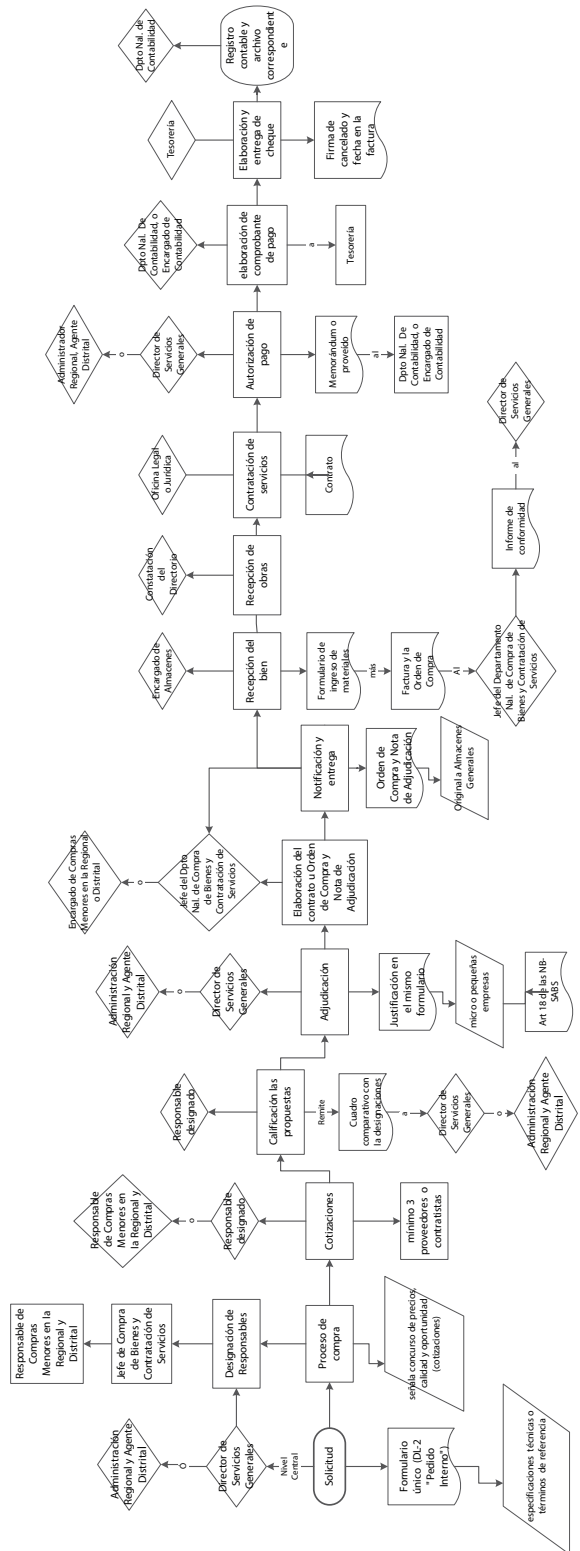 Administración
Regional y Agente
Distrital
O
Director de
Servicios
Generales
Nivel
Central
Solicitud
Formulario
único (DL-2
"Pedido
Interno")
especificaciones técnicas o
términos de referencia
Responsable de
Compras
Menores en la
Regional y
Distrital
Jefe de Compra
de Bienes y
Contratación de
Servicios
Designación de
Responsables
Proceso de
compra
señala concurso de precios,
calidad y oportunidad
(cotizaciones)
Responsable
de Compras
Menores en
la Regional y
Distrital
o
Responsable
designado
Cotizaciones
mínimo 3
proveedores o
contratistas
Responsable
designado
Calificación las
propuestas
Remite
Cuadro
comparativo con
la designaciones
a
Director de
Servicios
Generales
o
Administración
Regional y Agente
Distrital
Administración
Regional y Agente
Distrital
o
Director de
Servicios
Generales
Adjudicación
Justificación en
el mismo
formulario
micro o pequeñas
empresas
Art 18 de las NB-
SABS
Encargado de Compras
Menores en la Regional
o Distrital
o
Jefe del Dpto
Nal. de Compra
de Bienes y
Contratación de
Servicios
Elaboración del
contrato u Orden
de Compra y
Nota de
Adjudicación
Notificación y
entrega
Orden de
Compra y Nota
de Adjudicación
Original a Almacenes
Generales
Encargado de
Almacenes
Recepción del
bien
Formulario de
ingreso de
materiales
más
Factura y la
Orden de
Compra
Al
Jefe del Departamento
Nal. de Compra de
Bienes y Contratación de
Servicios
Informe de
conformidad
al
Director de
Servicios
Generales
Constatación
del
Directorio
Recepción de
obras
Oficina Legal
o Jurídica
Contratación de
servicios
Contrato
Administrador
Regional, Agente
Distrital
o
Director de
Servicios
Generales
Autorización de
pago
Memorándum o
proveído
al
Dpto Nal. De
Contabilidad, o
Encargado de
Contabilidad
Dpto Nal. De
Contabilidad, o
Encargado de
Contabilidad
elaboración de
comprobante
de pago
a
Tesorería
Tesorería
Elaboración y
entrega de
cheque
Firma de
cancelado y
fecha en la
factura
Dpto Nal. de
Contabilidad
Registro
contable y
archivo
correspondient
e